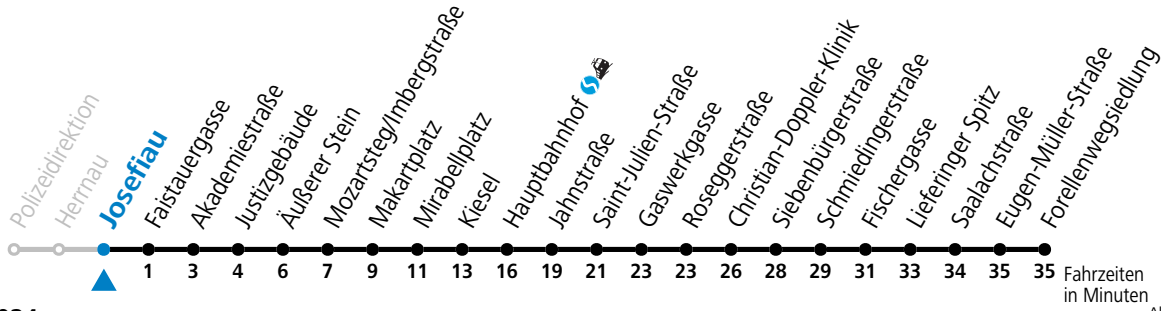 Polizeidirektion
Herrnau
Josefiau
Faistauergasse
Akademiestraße
Justizgebäude
Äußerer Stein
Mozartsteg/Imbergstraße
Makartplatz
Mirabellplatz
Kiesel
Hauptbahnhof
Jahnstraße
Saint-Julien-Straße
Gaswerkgasse
Roseggerstraße
Christian-Doppler-Klinik
Siebenbürgerstraße
Schmiedingerstraße
Fischergasse
Lieferinger Spitz
Saalachstraße
Eugen-Müller-Straße
Forellenwegsiedlung
1 3 4 6 7 9 11 13 16 19 21 23 23 26 28 29 31 33 34 35 35 Fahrzeiten
in Minuten